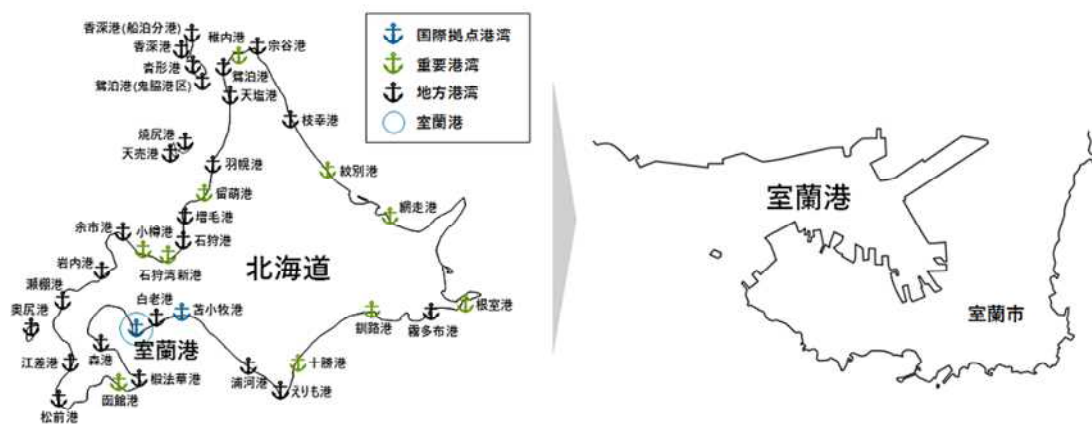 香深港(船泊分港)
香深港
沓形港
鴛泊港(鬼脇港区)
稚内港
宗谷港
鴛泊港
天塩港
枝幸港
焼尻港
天売港
羽幌港
紋別港
留萌港
網走港
増毛港
余市港
小樽港
石狩港
岩内港
石狩湾新港
北海道
瀬棚港
奥尻港
白老港
苫小牧港
釧路港
霧多布港
根室港
室蘭港
森港
江差港
椴法華港
浦河港
十勝港
えりも港
函館港
松前港
国際拠点港湾
重要港湾
地方港湾
室蘭港
室蘭港
室蘭市